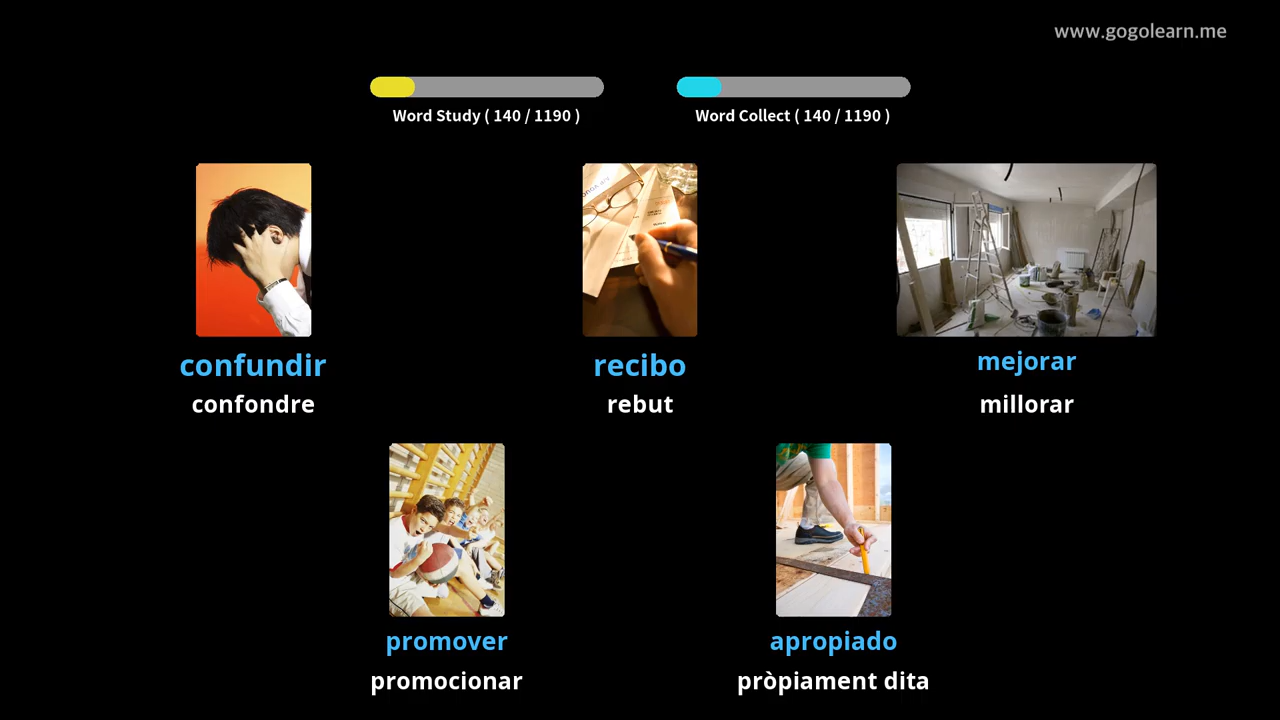 www.gogolearn.me
Word Study ( 140 / 1190 )
Word Collect ( 140 / 1190 )
confundir
confondre
recibo
rebut
mejorar
millorar
promover
promocionar
apropiado
pròpiament dita